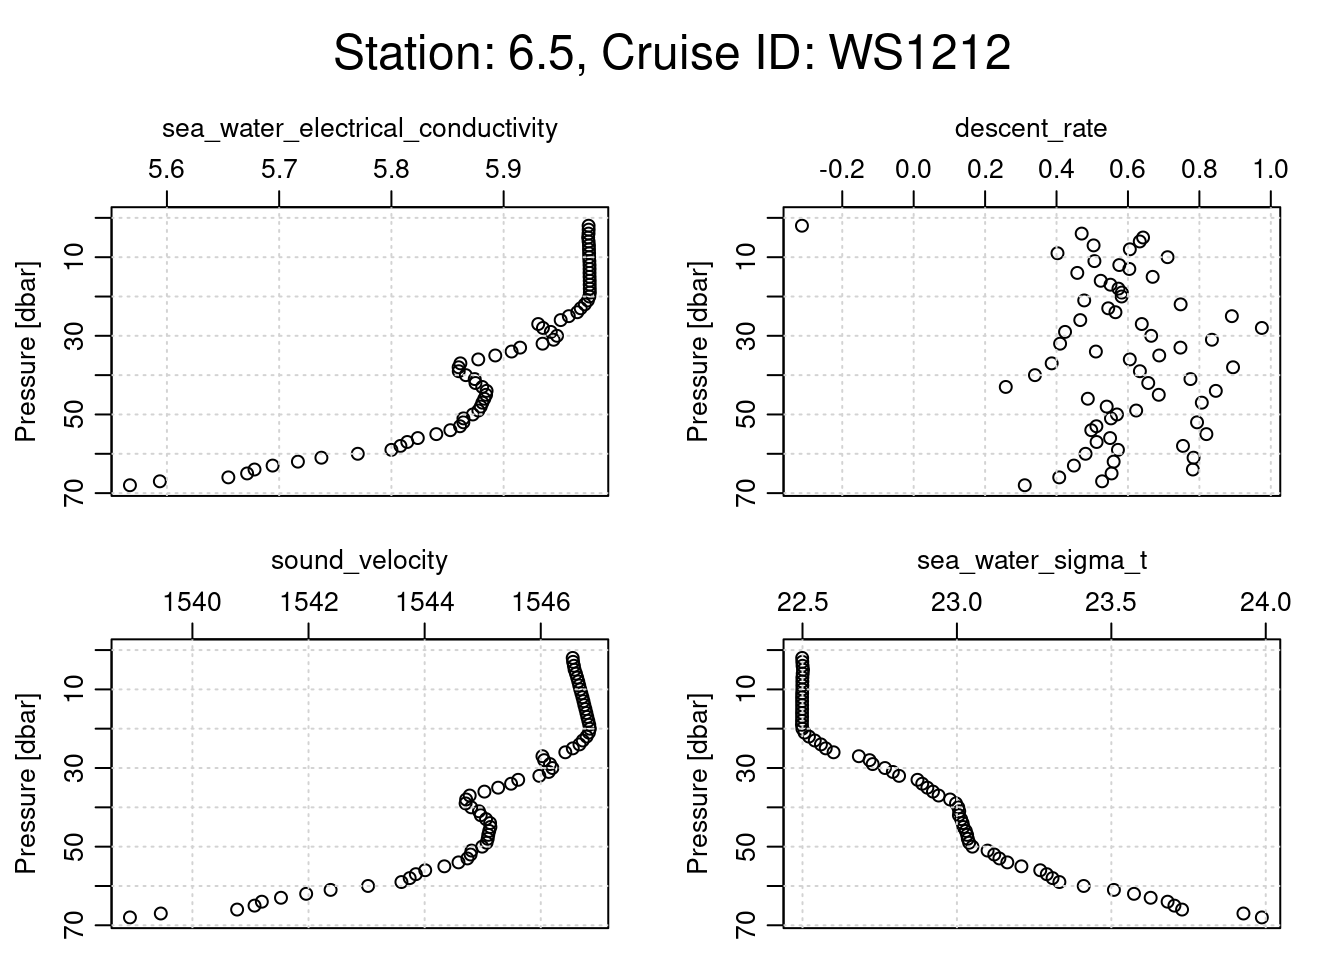 Station: 6.5, Cruise ID: WS1212
sea_water_electrical_conductivity
5.6 5.7 5.8 5.9
Pressure [dbar]
10
30
50
70
descent_rate
-0.2 0.0 0.2 0.4 0.6 0.8 1.0
Pressure [dbar]
10
30
50
70
sound_velocity
1540 1542 1544 1546
Pressure [dbar]
10
30
50
70
sea_water_sigma_t
22.5 23.0 23.5 24.0
Pressure [dbar]
10
30
50
70